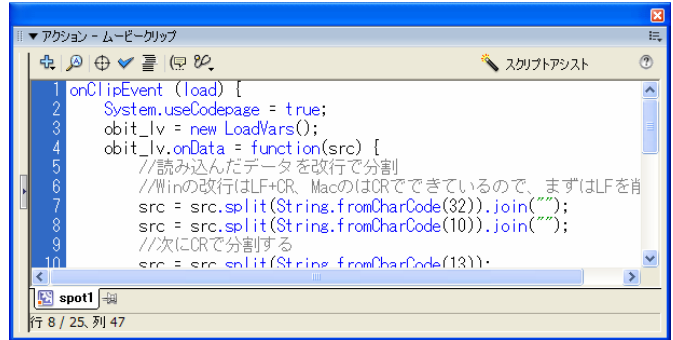 ▼ アクション - ムービークリップ
スクリプトアシスト
1 onClipEvent (load) {
2 System.useCodepage = true;
3 obit_lv = new LoadVars();
4 obit_lv.onData = function(src) {
5 //読み込んだデータを改行で分割
6 //Winの改行はLF+CR、MacのはCRでできているので、まずはLFを削
7 src = src.split(String.fromCharCode(32)).join("");
8 src = src.split(String.fromCharCode(10)).join("");
9 //次にCRで分割する
10 src = src.split(String.fromCharCode(13));
spot1
行 8 / 25、列 47